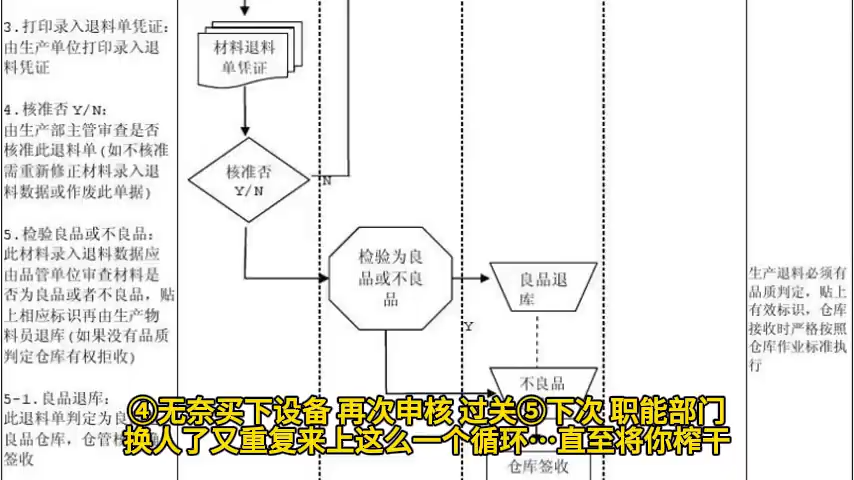 3.打印录入退料单凭证:
由生产单位打印录入退
料凭证
4.核准否 Y/N:
由生产部主管审查是否
核准此退料单(如不核准
需重新修正材料录入退
料数据或作废此单据)
5.检验良品或不良品:
此材料录入退料数据应
由品管单位审查材料是
否为良品或者不良品，贴
上相应标识再由生产物
料员退库(如果没有品质
判定仓库有权拒收)
5-1.良品退库:
此退料单判定为良
良品仓库，仓管
签收
材料退料
单凭证
核准否
Y/N
N
检验为良
品或不良
品
Y
良品退
库
不良品
仓库签收
生产退料必须有
品质判定，贴上
有效标识，仓库
接收时严格按照
仓库作业标准执
行
④无奈买下设备 再次申核 过关⑤下次 职能部门
换人了又重复来上这么一个循环…直至将你榨干